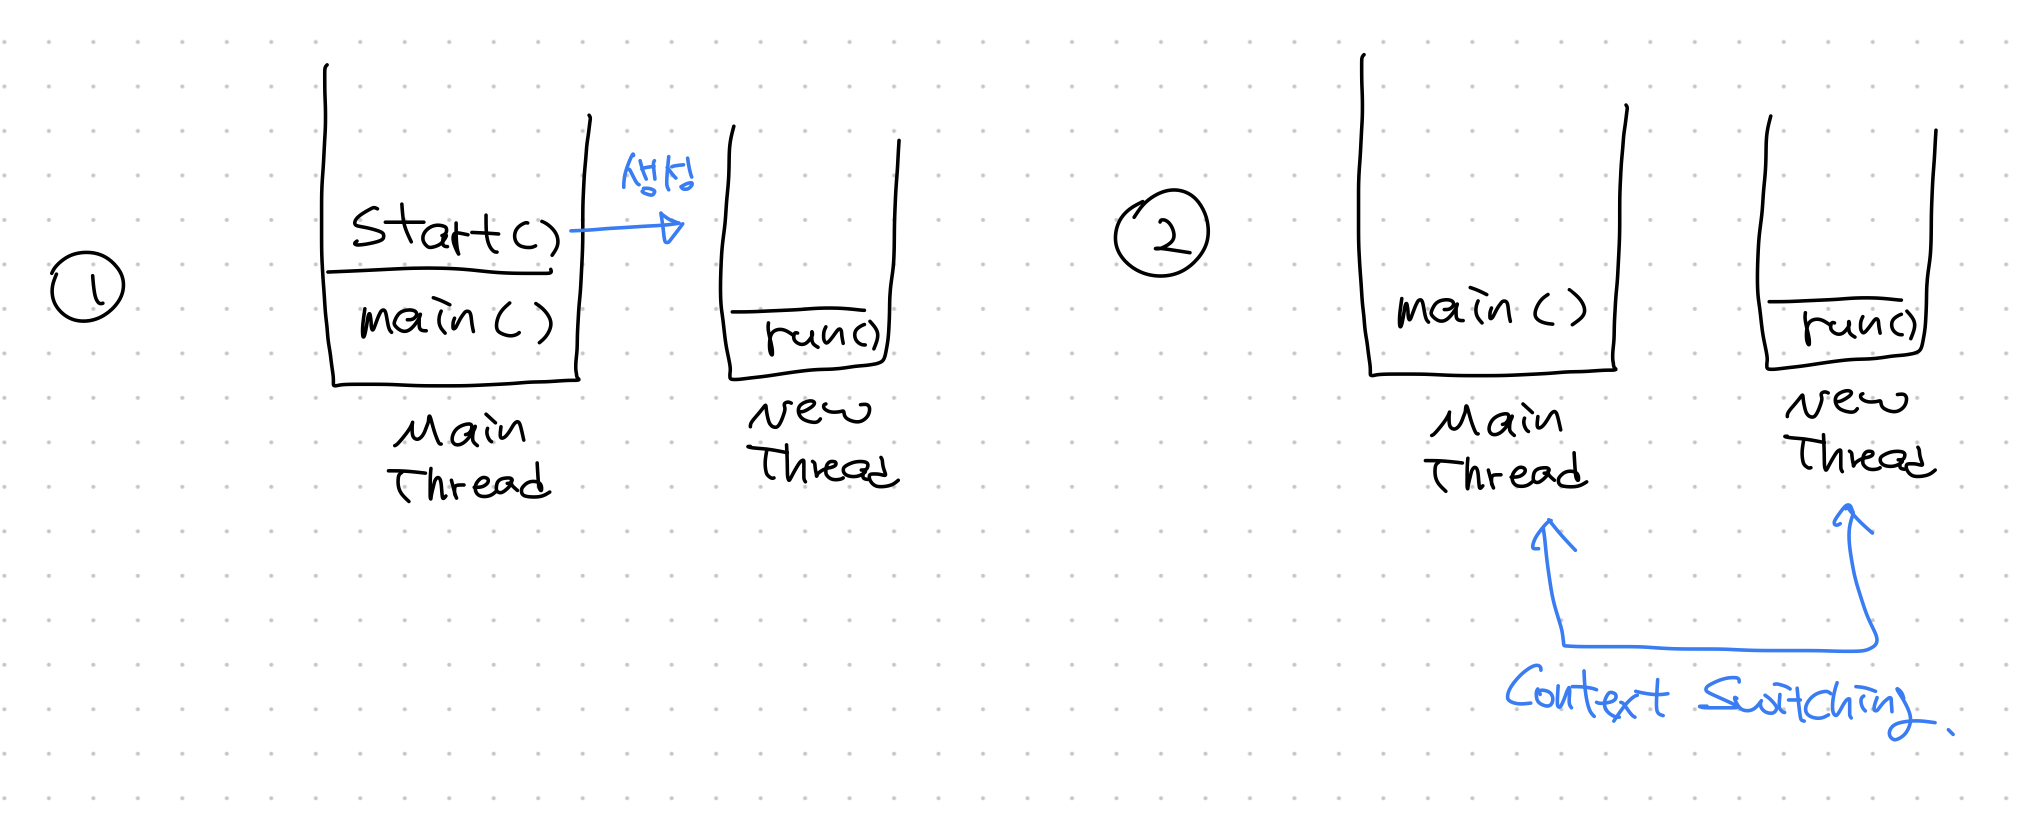 ①
start()
main()
Main
Thread
생성
run()
New
Thread
②
main()
Main
Thread
run()
New
Thread
Context Switching.